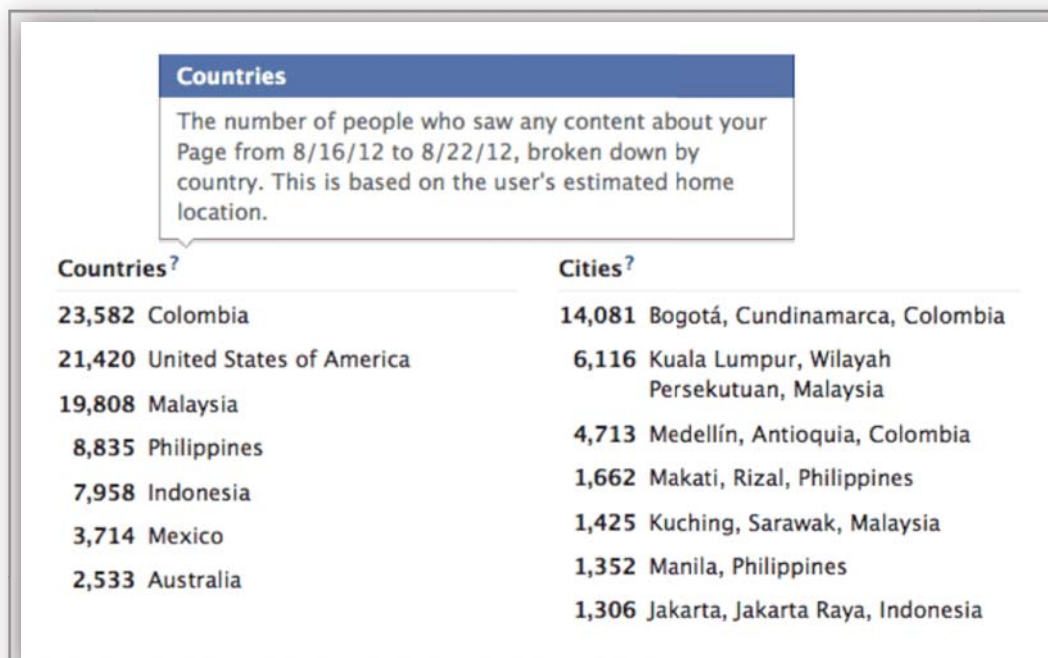 Countries
The number of people who saw any content about your
Page from 8/16/12 to 8/22/12, broken down by
country. This is based on the user's estimated home
location.
Countries?
23,582 Colombia
21,420 United States of America
19,808 Malaysia
8,835 Philippines
7,958 Indonesia
3,714 Mexico
2,533 Australia
Cities?
14,081 Bogotá, Cundinamarca, Colombia
6,116 Kuala Lumpur, Wilayah
Persekutuan, Malaysia
4,713 Medellín, Antioquia, Colombia
1,662 Makati, Rizal, Philippines
1,425 Kuching, Sarawak, Malaysia
1,352 Manila, Philippines
1,306 Jakarta, Jakarta Raya, Indonesia